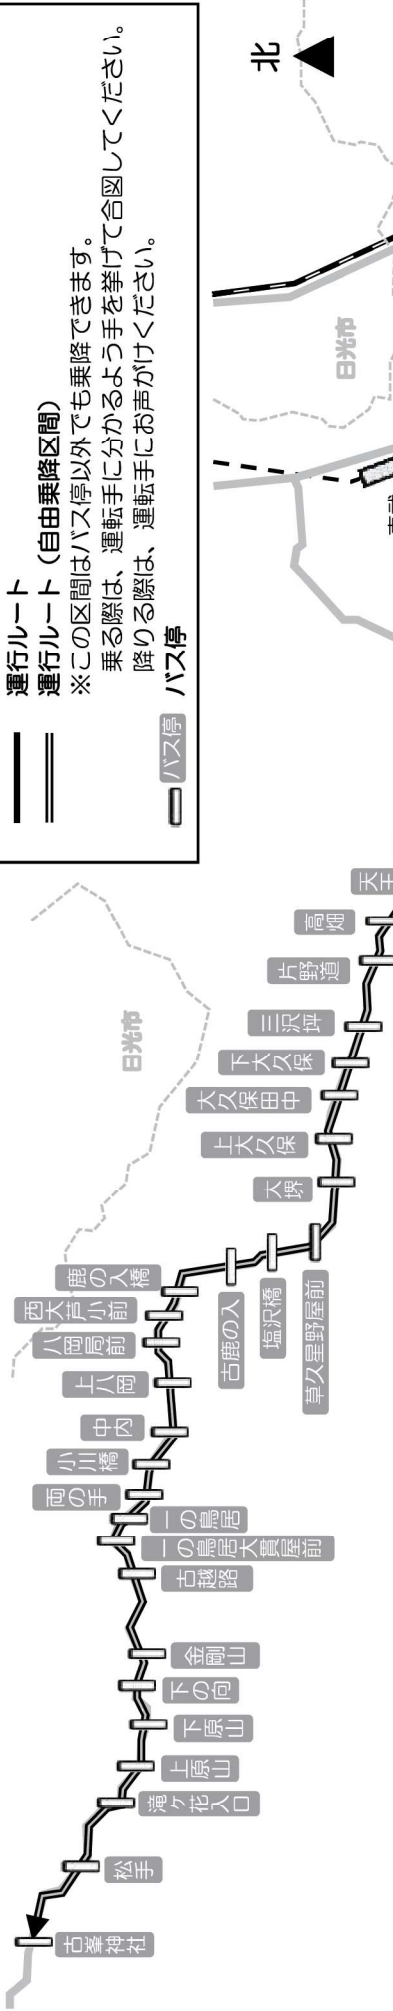 運行ルート
運行ルート（自由乗降区間）
※この区間はバス停以外でも乗降できます。
乗る際は、運転手に分かるよう手を挙げて合図してください。
降りる際は、運転手にお声がけください。
バス停 バス停
北
日光市
日光市
高畑
片野道
三沢坪
下大久保
大久保田中
上大久保
大堺
草久星野屋前
塩沢橋
古鹿の入
鹿の入橋
西大芦小前
八岡局前
上八岡
中内
小川橋
両の手
一の鳥居
一の鳥居大貫屋前
古越路
金剛山
下の向
下原山
上原山
滝ヶ花入口
松手
古峯神社